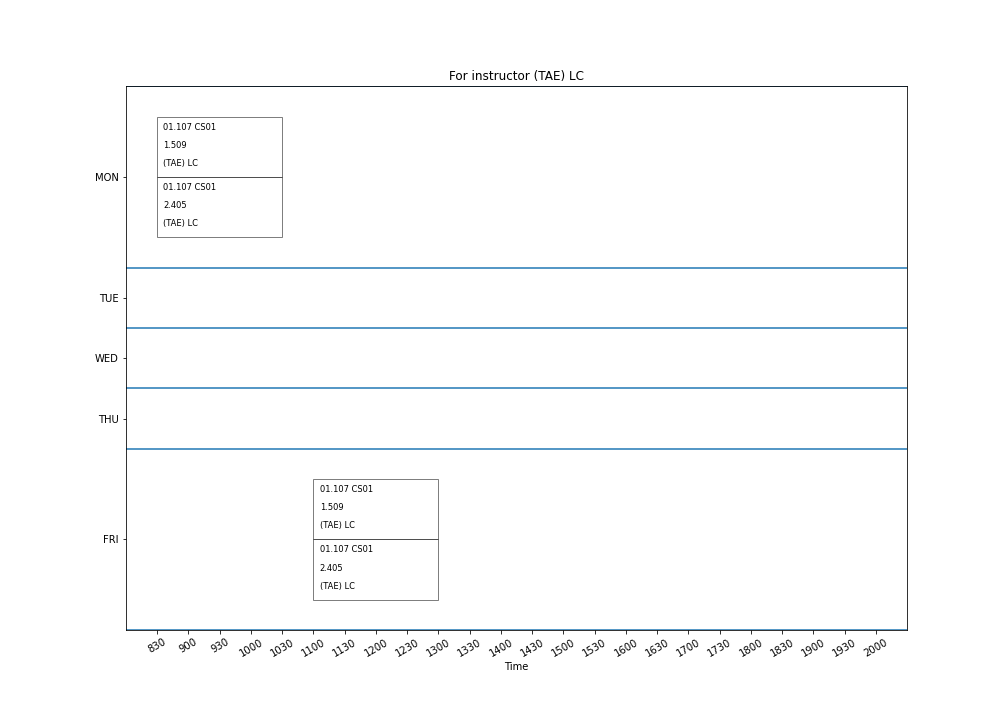 For instructor (TAE) LC
MON
01.107 CS01
1.509
(TAE) LC
01.107 CS01
2.405
(TAE) LC
TUE
WED
THU
FRI
01.107 CS01
1.509
(TAE) LC
01.107 CS01
2.405
(TAE) LC
830 900 930 1000 1030 1100 1130 1200 1230 1300 1330 1400 1430 1500 1530 1600 1630 1700 1730 1800 1830 1900 1930 2000
Time